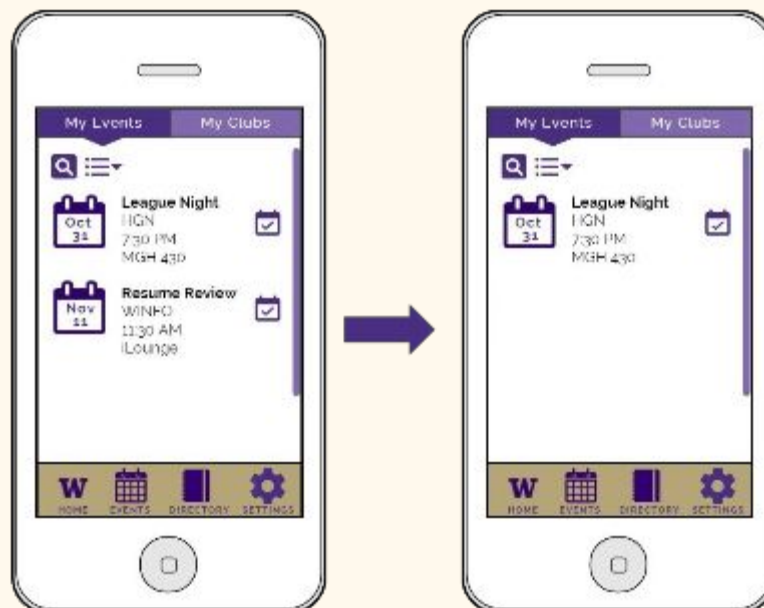 My Events My Clubs
Oct
31
League Night
HGN
7:30 PM
MGH 430
Nov
11
Resume Review
WINFO
11:30 AM
iLounge
W
HOME EVENTS DIRECTORY SETTINGS
My Events My Clubs
Oct
31
League Night
HGN
7:30 PM
MGH 430
W
HOME EVENTS DIRECTORY SETTINGS